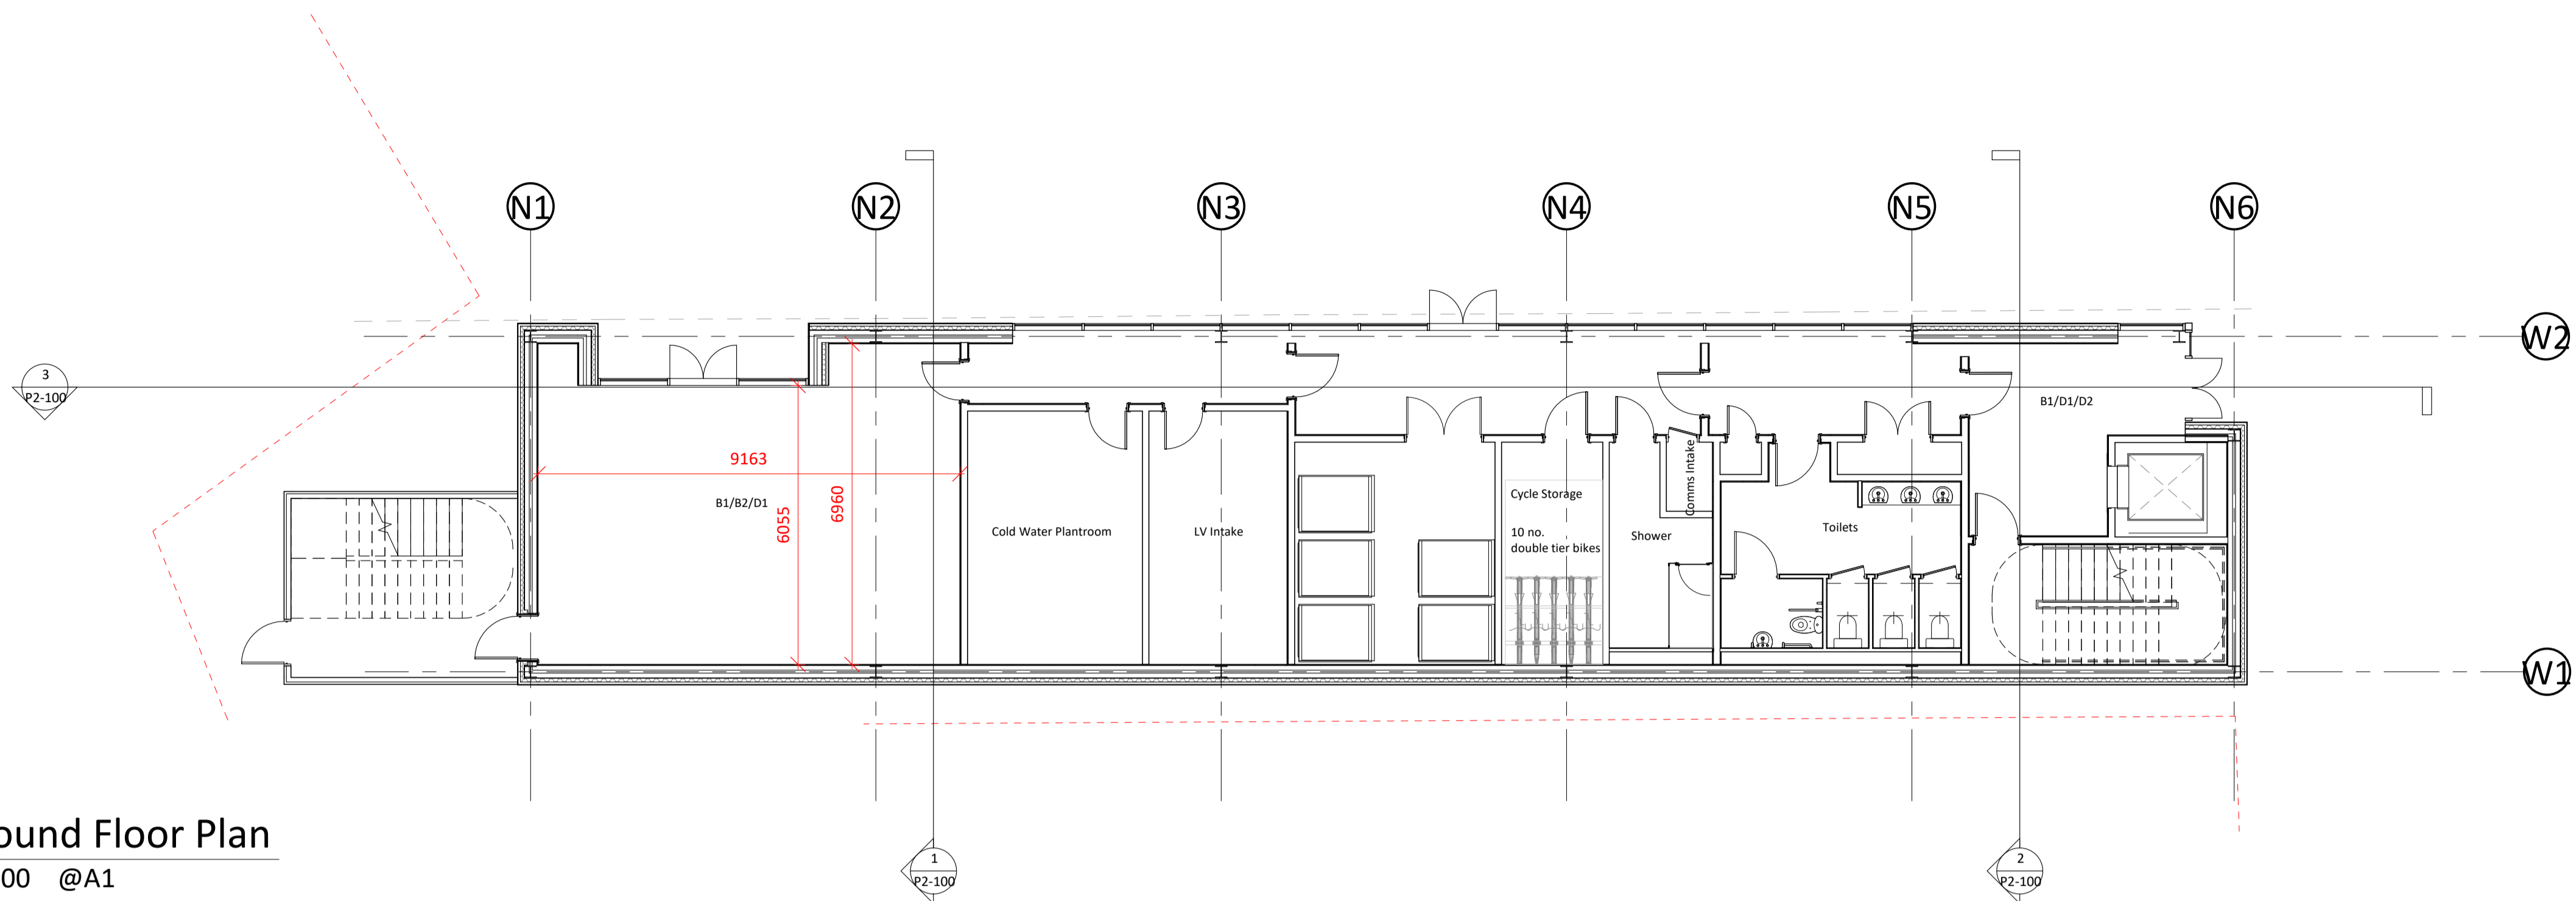 N1
N2
N3
N4
N5
N6
W2
3
P2-100
B1/D1/D2
9163
B1/B2/D1
6055
6960
Cold Water Plantroom
LV Intake
Cycle Storage
10 no.
double tier bikes
Shower
Comms Intake
Toilets
W1
ound Floor Plan
00 @A1
1
P2-100
2
P2-100